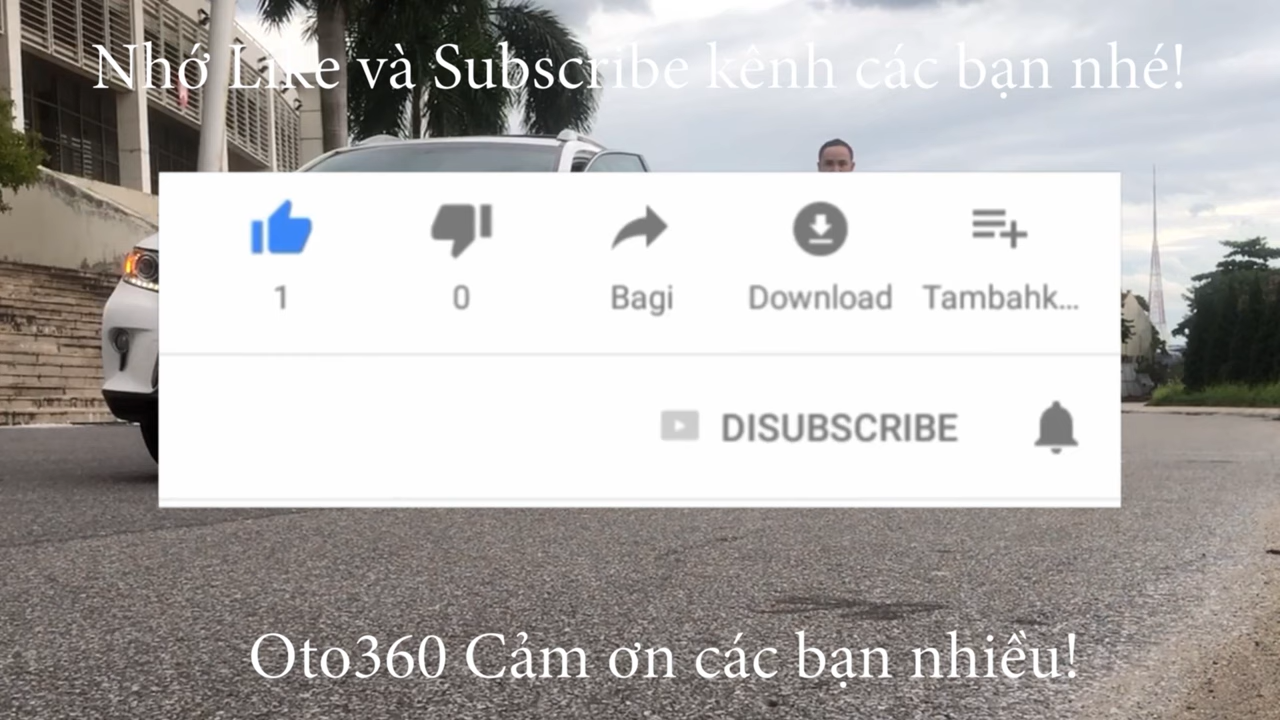 Nhớ Like và Subscribe kênh các bạn nhé!
1 0 Bagi Download Tambahk...
DISUBSCRIBE
Oto360 Cảm ơn các bạn nhiều!